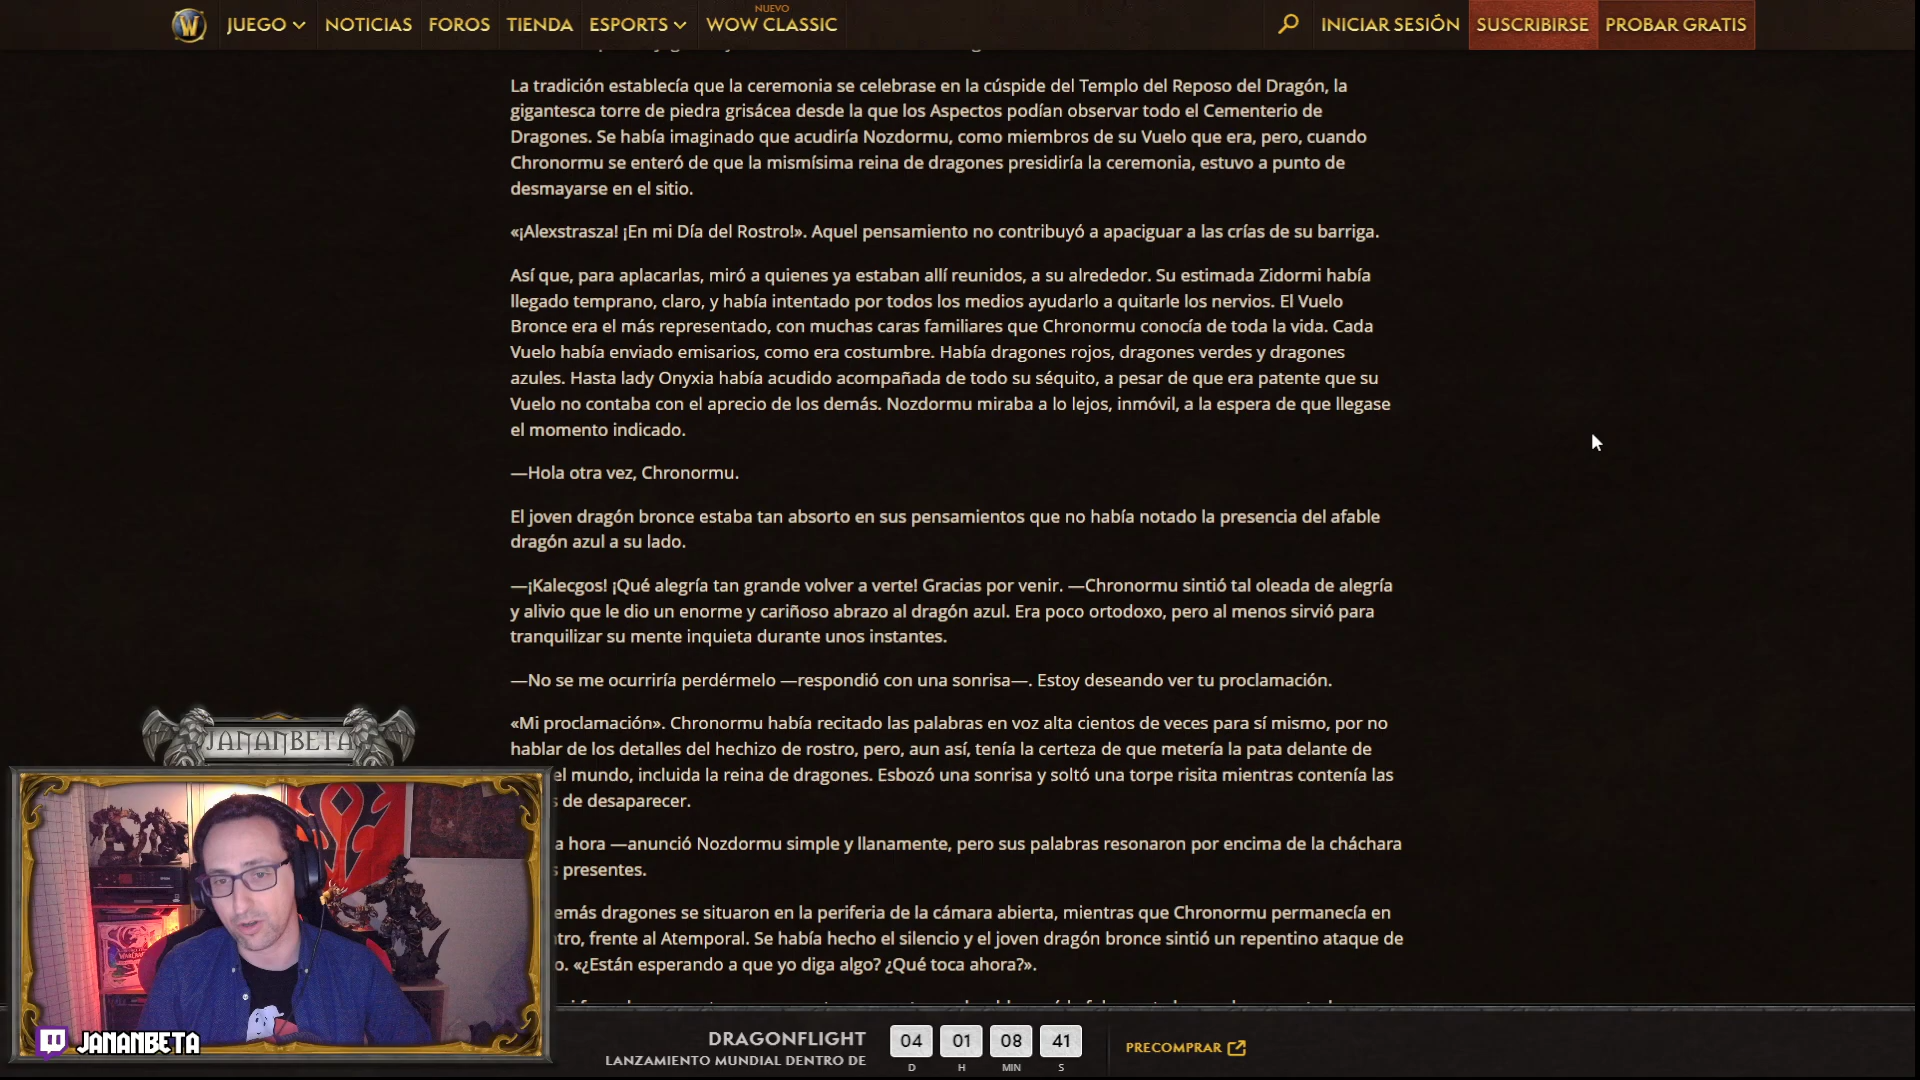 JUEGO
NOTICIAS
FOROS
TIENDA
ESPORTS
NUEVO
WOW CLASSIC
INICIAR SESIÓN
SUSCRIBIRSE
PROBAR GRATIS
La tradición establecía que la ceremonia se celebrase en la cúspide del Templo del Reposo del Dragón, la
gigantesca torre de piedra grisácea desde la que los Aspectos podían observar todo el Cementerio de
Dragones. Se había imaginado que acudiría Nozdormu, como miembros de su Vuelo que era, pero, cuando
Chronormu se enteró de que la mismísima reina de dragones presidiría la ceremonia, estuvo a punto de
desmayarse en el sitio.
«¡Alexstrasza! ¡En mi Día del Rostro!». Aquel pensamiento no contribuyó a apaciguar a las crías de su barriga.
Así que, para aplacarlas, miró a quienes ya estaban allí reunidos, a su alrededor. Su estimada Zidormi había
llegado temprano, claro, y había intentado por todos los medios ayudarlo a quitarle los nervios. El Vuelo
Bronce era el más representado, con muchas caras familiares que Chronormu conocía de toda la vida. Cada
Vuelo había enviado emisarios, como era costumbre. Había dragones rojos, dragones verdes y dragones
azules. Hasta lady Onyxia había acudido acompañada de todo su séquito, a pesar de que era patente que su
Vuelo no contaba con el aprecio de los demás. Nozdormu miraba a lo lejos, inmóvil, a la espera de que llegase
el momento indicado.
—Hola otra vez, Chronormu.
El joven dragón bronce estaba tan absorto en sus pensamientos que no había notado la presencia del afable
dragón azul a su lado.
—¡Kalecgos! ¡Qué alegría tan grande volver a verte! Gracias por venir. —Chronormu sintió tal oleada de alegría
y alivio que le dio un enorme y cariñoso abrazo al dragón azul. Era poco ortodoxo, pero al menos sirvió para
tranquilizar su mente inquieta durante unos instantes.
—No se me ocurriría perdérmelo —respondió con una sonrisa—. Estoy deseando ver tu proclamación.
«Mi proclamación». Chronormu había recitado las palabras en voz alta cientos de veces para sí mismo, por no
hablar de los detalles del hechizo de rostro, pero, aun así, tenía la certeza de que metería la pata delante de
el mundo, incluida la reina de dragones. Esbozó una sonrisa y soltó una torpe risita mientras contenía las
de desaparecer.
a hora —anunció Nozdormu simple y llanamente, pero sus palabras resonaron por encima de la cháchara
presentes.
emás dragones se situaron en la periferia de la cámara abierta, mientras que Chronormu permanecía en
ntro, frente al Atemporal. Se había hecho el silencio y el joven dragón bronce sintió un repentino ataque de
o. «¿Están esperando a que yo diga algo? ¿Qué toca ahora?».
JANANBETA
JANANBETA
DRAGONFLIGHT
LANZAMIENTO MUNDIAL DENTRO DE
04 01 08 41
D H MIN S
PRECOMPRAR